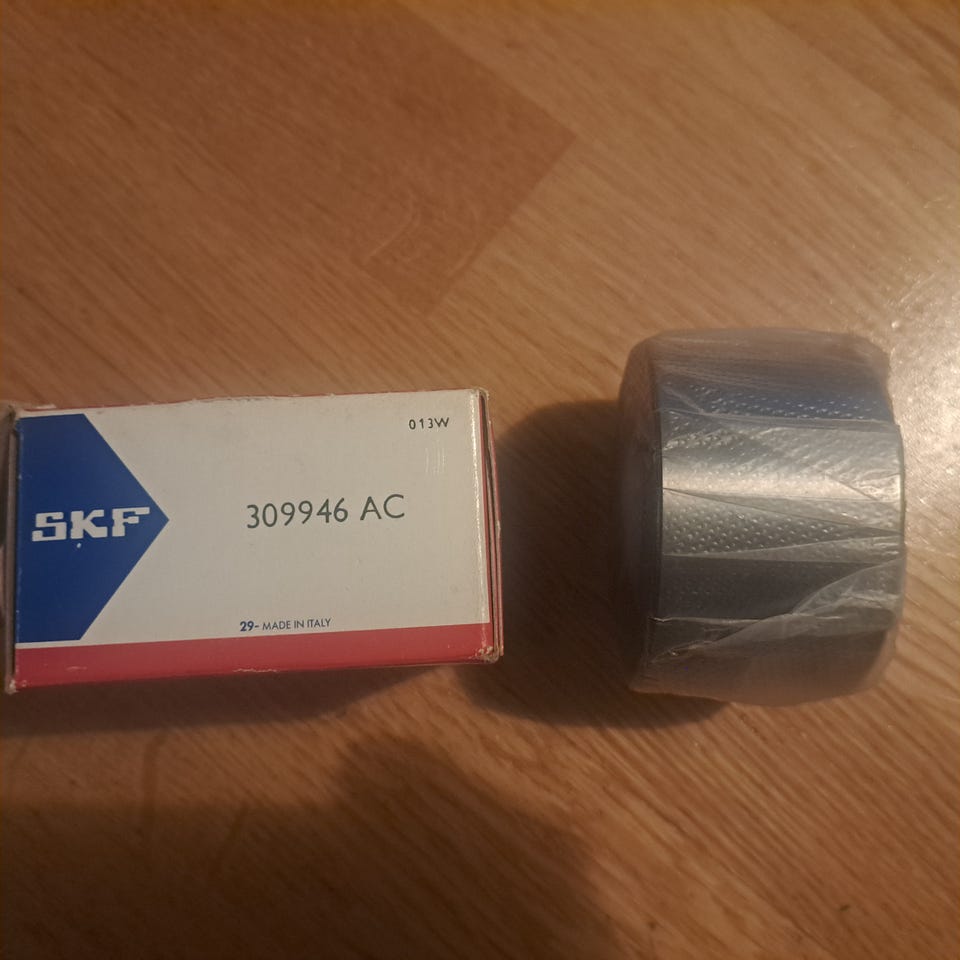 013W
SKF
309946 AC
29- MADE IN ITALY